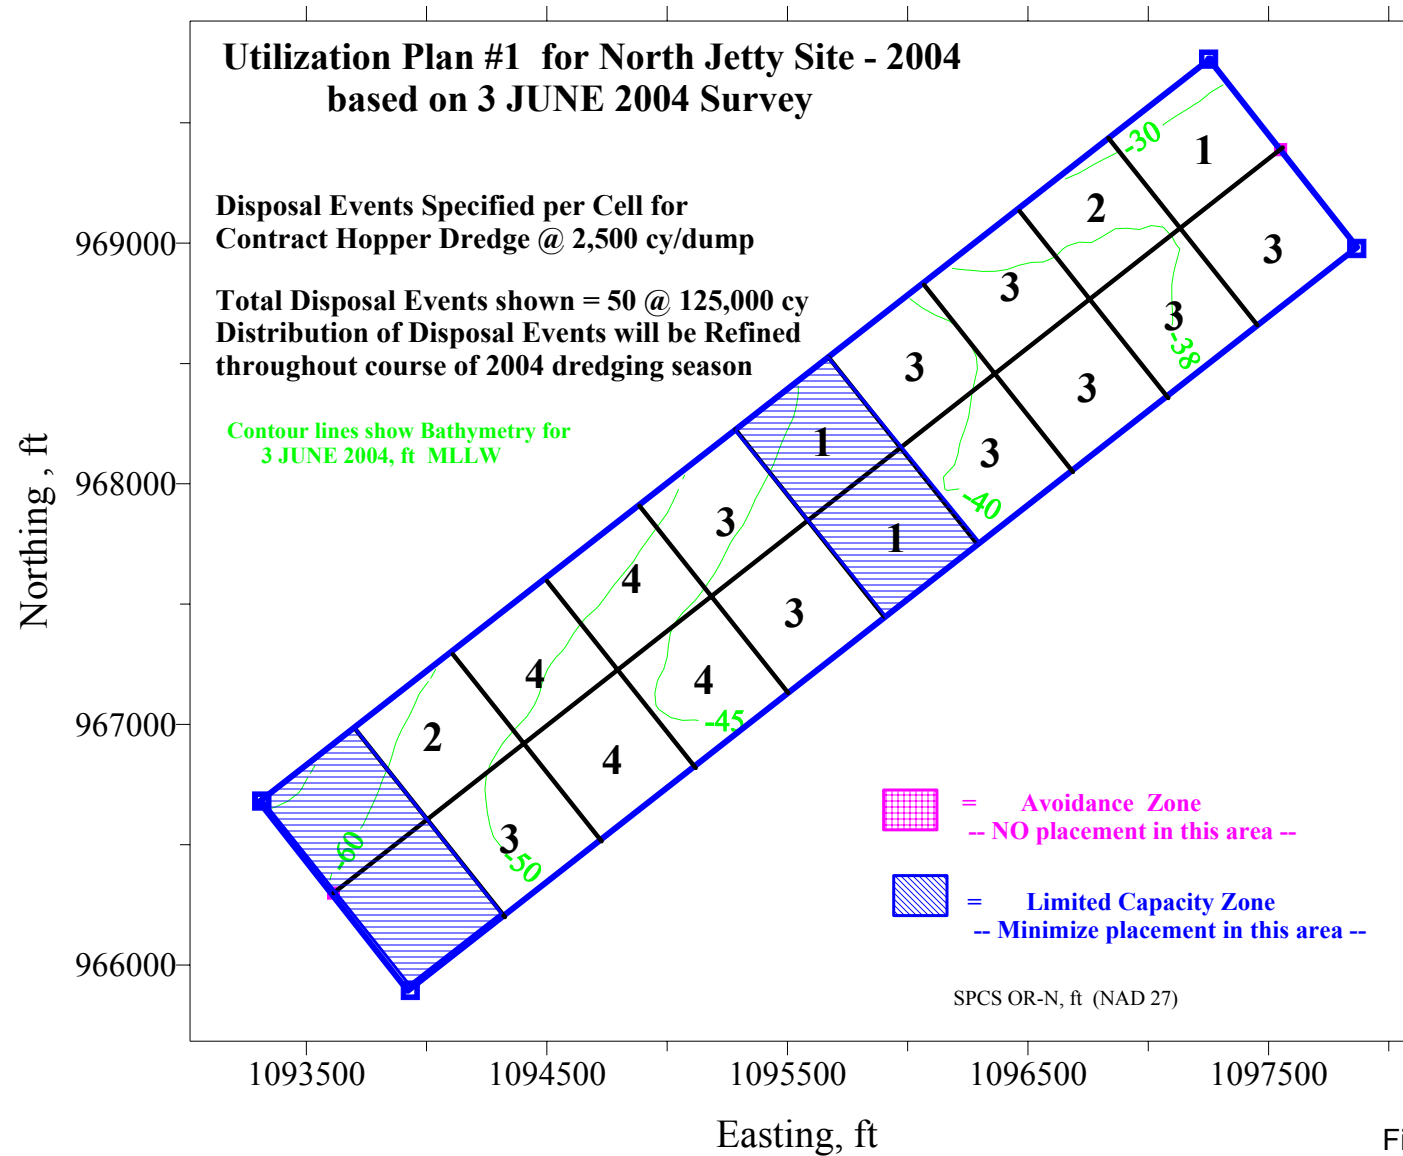 Utilization Plan #1 for North Jetty Site - 2004
based on 3 JUNE 2004 Survey
Disposal Events Specified per Cell for
Contract Hopper Dredge @ 2,500 cy/dump
Total Disposal Events shown = 50 @ 125,000 cy
Distribution of Disposal Events will be Refined
throughout course of 2004 dredging season
Contour lines show Bathymetry for
3 JUNE 2004, ft MLLW
Northing , ft
969000
968000
967000
966000
-30
1
2
3
3
3
3
-38
3
3
1
3
-40
3
1
4
3
4
4
-45
2
4
-60
3
-50
= Avoidance Zone
-- NO placement in this area --
= Limited Capacity Zone
-- Minimize placement in this area --
SPCS OR-N, ft (NAD 27)
1093500
1094500
1095500
1096500
1097500
Easting, ft
Fi